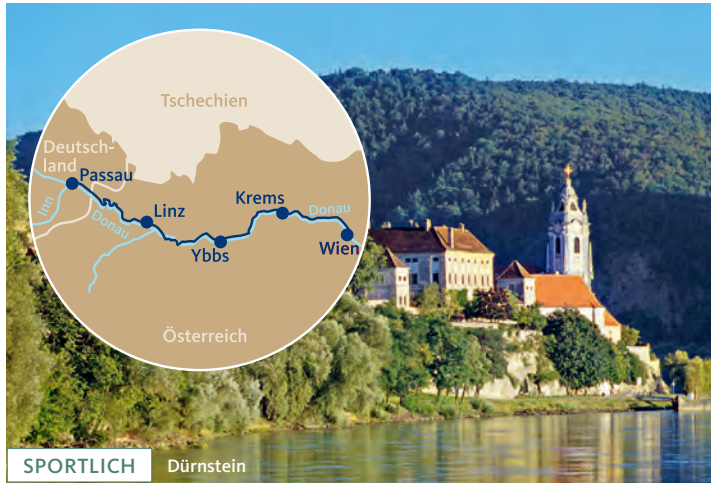 Tschechien
Deutsch-
land
Passau
Inn
Donau
Linz
Krems
Donau
Ybbs
Wien
Österreich
SPORTLICH
Dürnstein